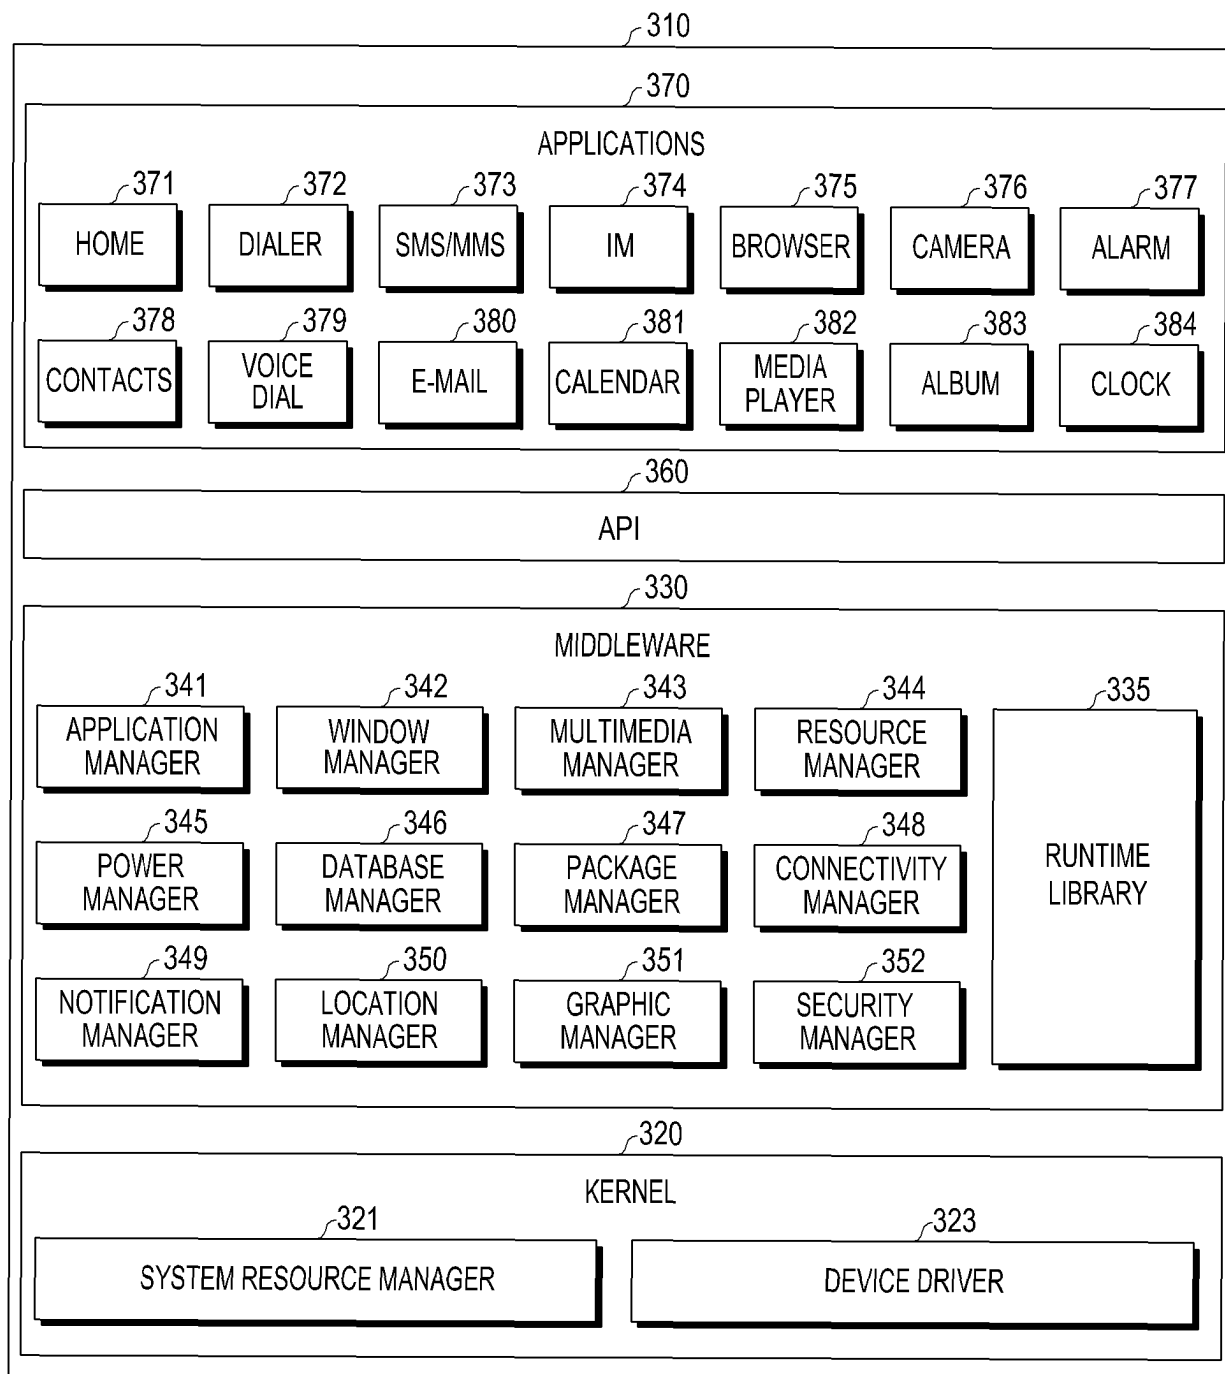 310
370
APPLICATIONS
371 372 373 374 375 376 377
HOME DIALER SMS/MMS IM BROWSER CAMERA ALARM
378 379 380 381 382 383 384
CONTACTS VOICE DIAL E-MAIL CALENDAR MEDIA PLAYER ALBUM CLOCK
360
API
330
MIDDLEWARE
341 342 343 344 335
APPLICATION MANAGER WINDOW MANAGER MULTIMEDIA MANAGER RESOURCE MANAGER
345 346 347 348
POWER MANAGER DATABASE MANAGER PACKAGE MANAGER CONNECTIVITY MANAGER RUNTIME LIBRARY
349 350 351 352
NOTIFICATION MANAGER LOCATION MANAGER GRAPHIC MANAGER SECURITY MANAGER
320
KERNEL
321 323
SYSTEM RESOURCE MANAGER DEVICE DRIVER